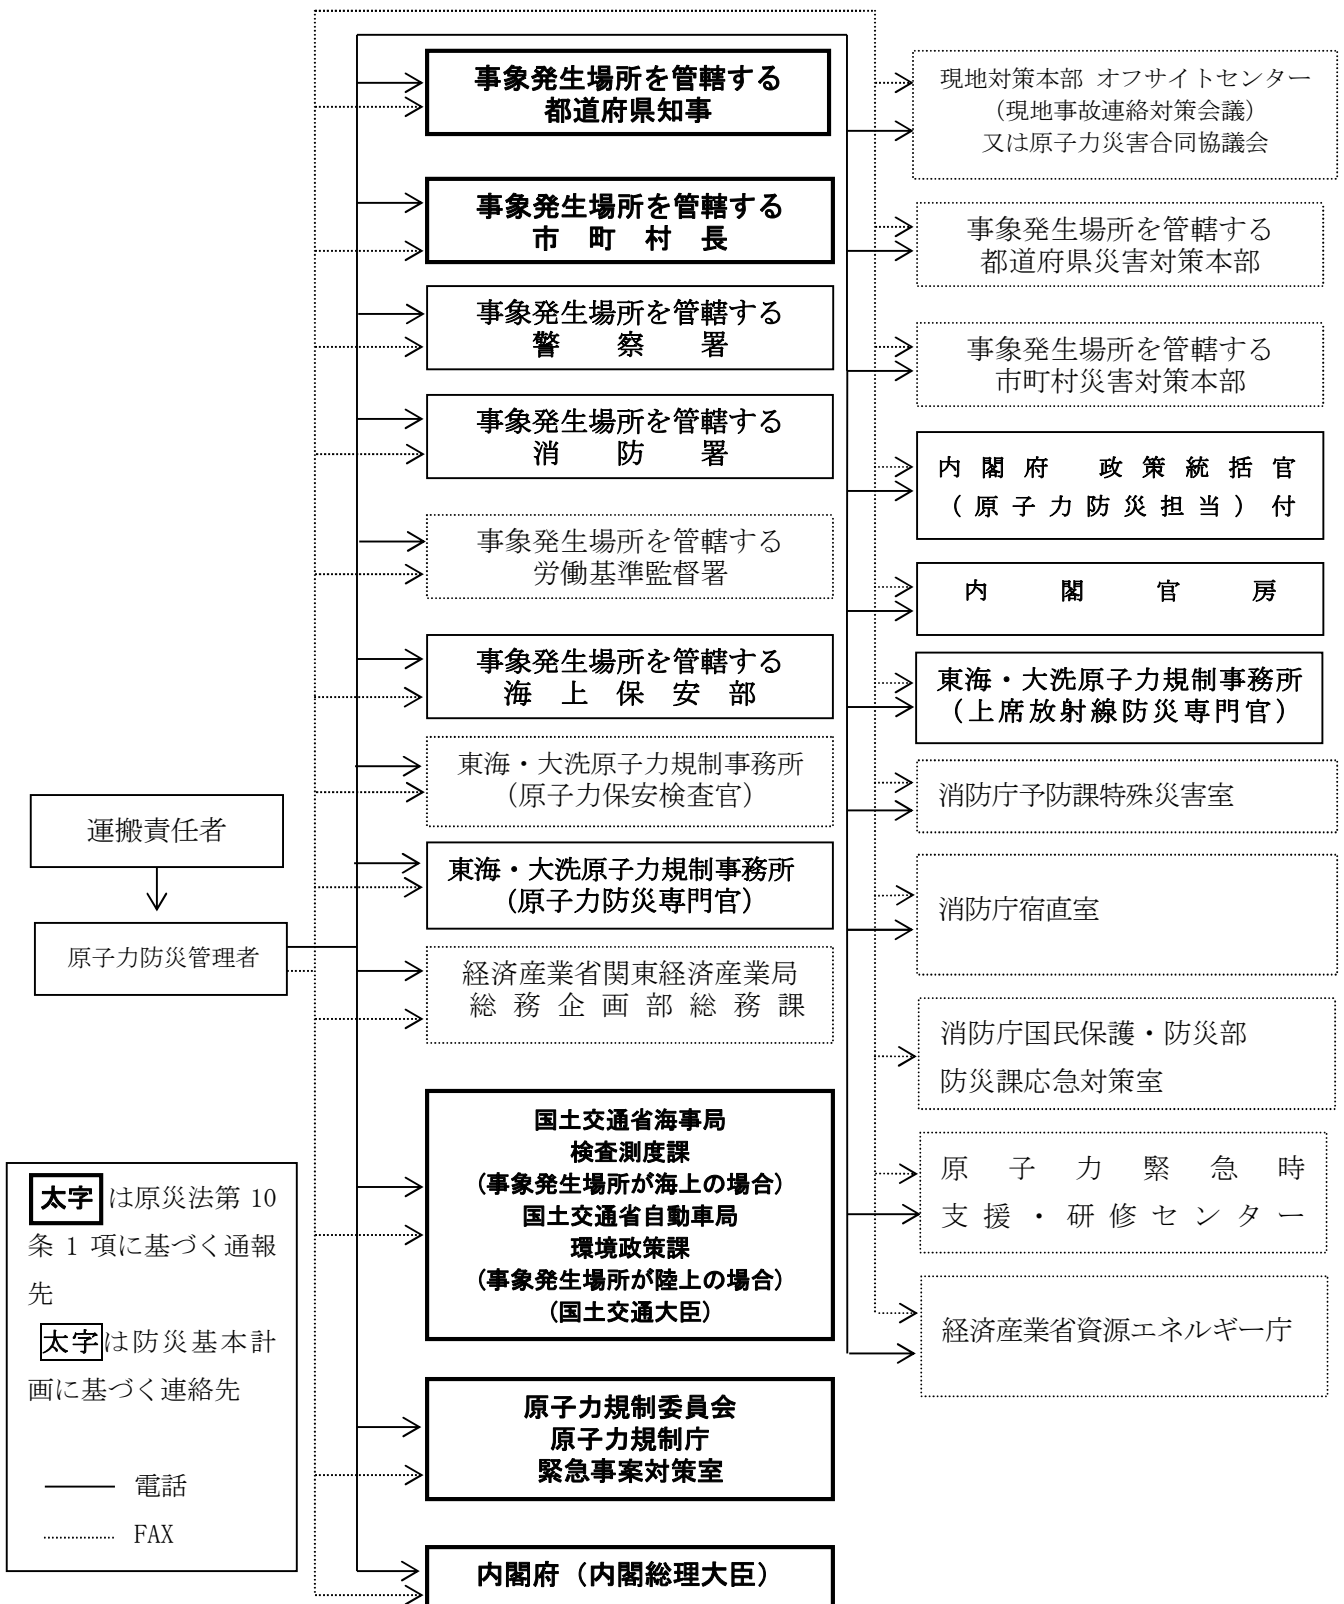 運搬責任者
原子力防災管理者
事象発生場所を管轄する
都道府県知事
事象発生場所を管轄する
市 町 村 長
事象発生場所を管轄する
警 察 署
事象発生場所を管轄する
消 防 署
事象発生場所を管轄する
労働基準監督署
事象発生場所を管轄する
海 上 保 安 部
東海・大洗原子力規制事務所
(原子力保安検査官)
東海・大洗原子力規制事務所
(原子力防災専門官)
経済産業省関東経済産業局
総 務 企 画 部 総 務 課
国土交通省海事局
検査測度課
(事象発生場所が海上の場合)
国土交通省自動車局
環境政策課
(事象発生場所が陸上の場合)
(国土交通大臣)
原子力規制委員会
原子力規制庁
緊急事案対策室
内閣府(内閣総理大臣)
現地対策本部 オフサイトセンター
(現地事故連絡対策会議)
又は原子力災害合同協議会
事象発生場所を管轄する
都道府県災害対策本部
事象発生場所を管轄する
市町村災害対策本部
内 閣 府 政 策 統 括 官
(原子力防災担当)付
内 閣 官 房
東海・大洗原子力規制事務所
(上席放射線防災専門官)
消防庁予防課特殊災害室
消防庁宿直室
消防庁国民保護・防災部
防災課応急対策室
原 子 力 緊 急 時
支 援 ・ 研 修 セ ン タ ー
経済産業省資源エネルギー庁
太字は原災法第 10
条 1 項に基づく通報
先
太字は防災基本計
画に基づく連絡先
電話
FAX